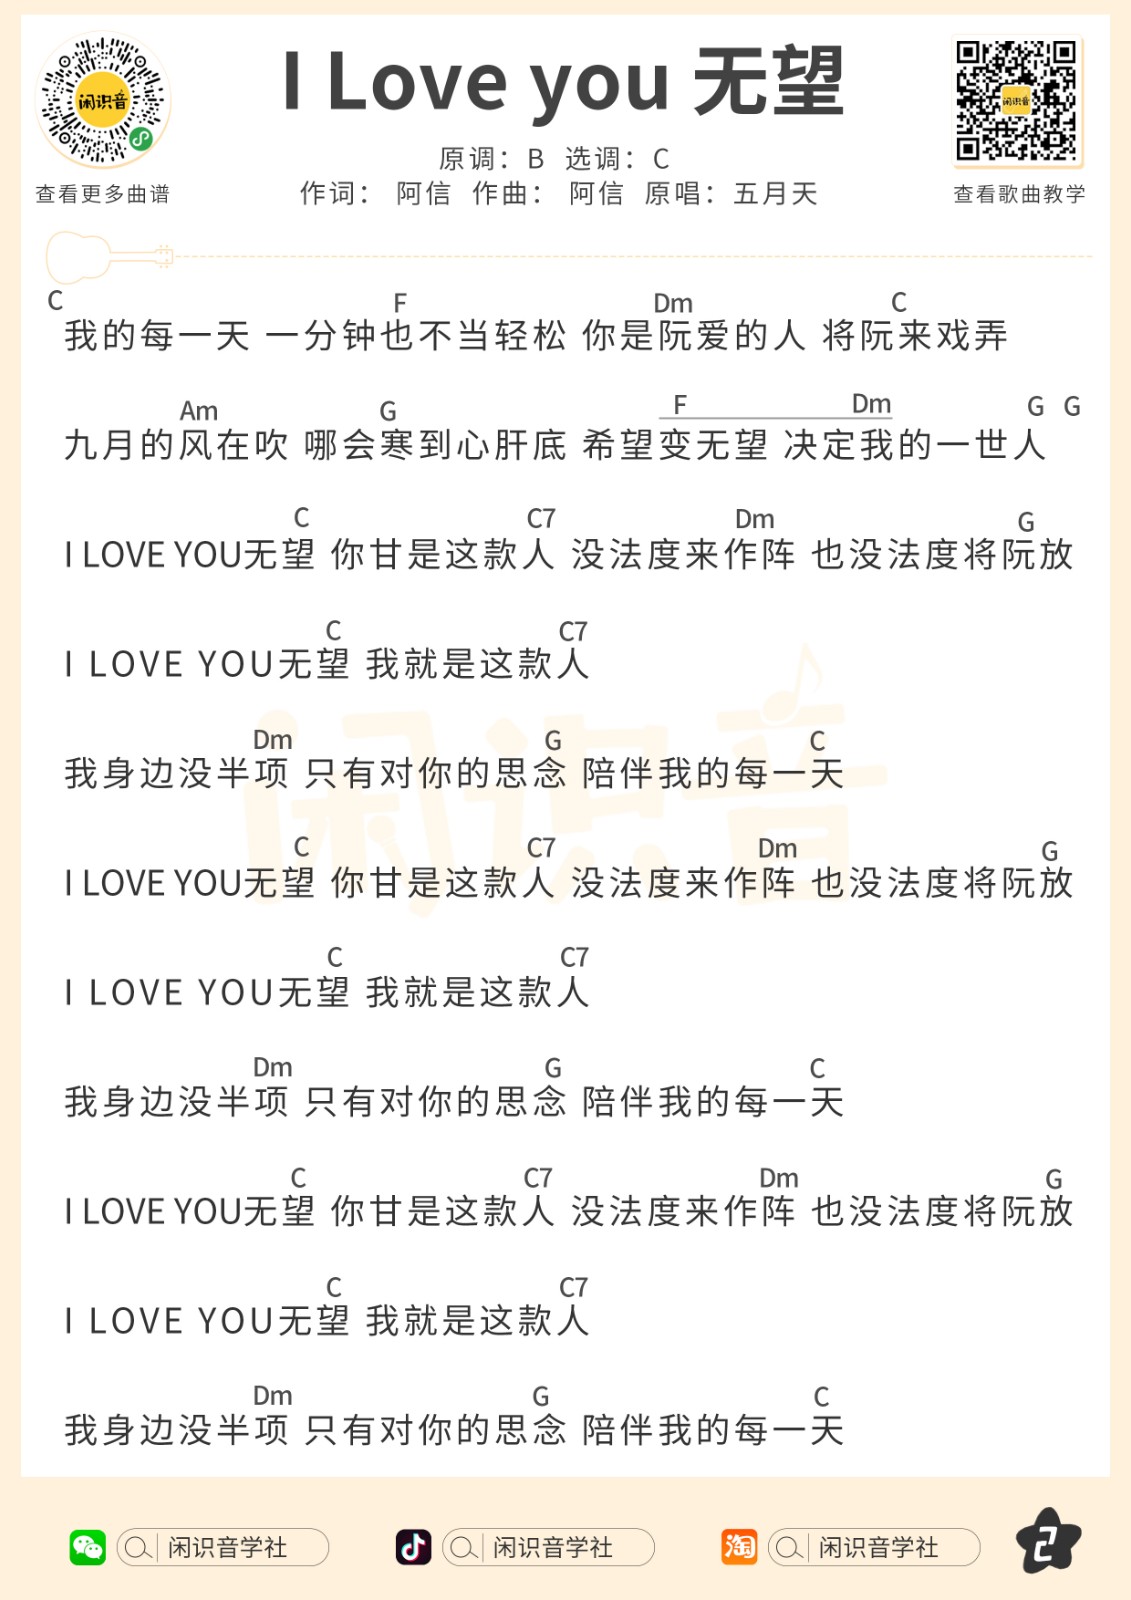 闲识音
I Love you 无望
闲识音
原调：B 选调：C
查看更多曲谱
作词： 阿信 作曲： 阿信 原唱：五月天
查看歌曲教学
C F Dm C
我的每一天 一分钟也不当轻松 你是阮爱的人 将阮来戏弄
Am G F Dm G G
九月的风在吹 哪会寒到心肝底 希望变无望 决定我的一世人
C C7 Dm G
I LOVE YOU无望 你甘是这款人 没法度来作阵 也没法度将阮放
C C7
I LOVE YOU无望 我就是这款人
Dm G C
我身边没半项 只有对你的思念 陪伴我的每一天
闲识音
C C7 Dm G
I LOVE YOU无望 你甘是这款人 没法度来作阵 也没法度将阮放
C C7
I LOVE YOU无望 我就是这款人
Dm G C
我身边没半项 只有对你的思念 陪伴我的每一天
C C7 Dm G
I LOVE YOU无望 你甘是这款人 没法度来作阵 也没法度将阮放
C C7
I LOVE YOU无望 我就是这款人
Dm G C
我身边没半项 只有对你的思念 陪伴我的每一天
闲识音学社 闲识音学社 淘 闲识音学社 2